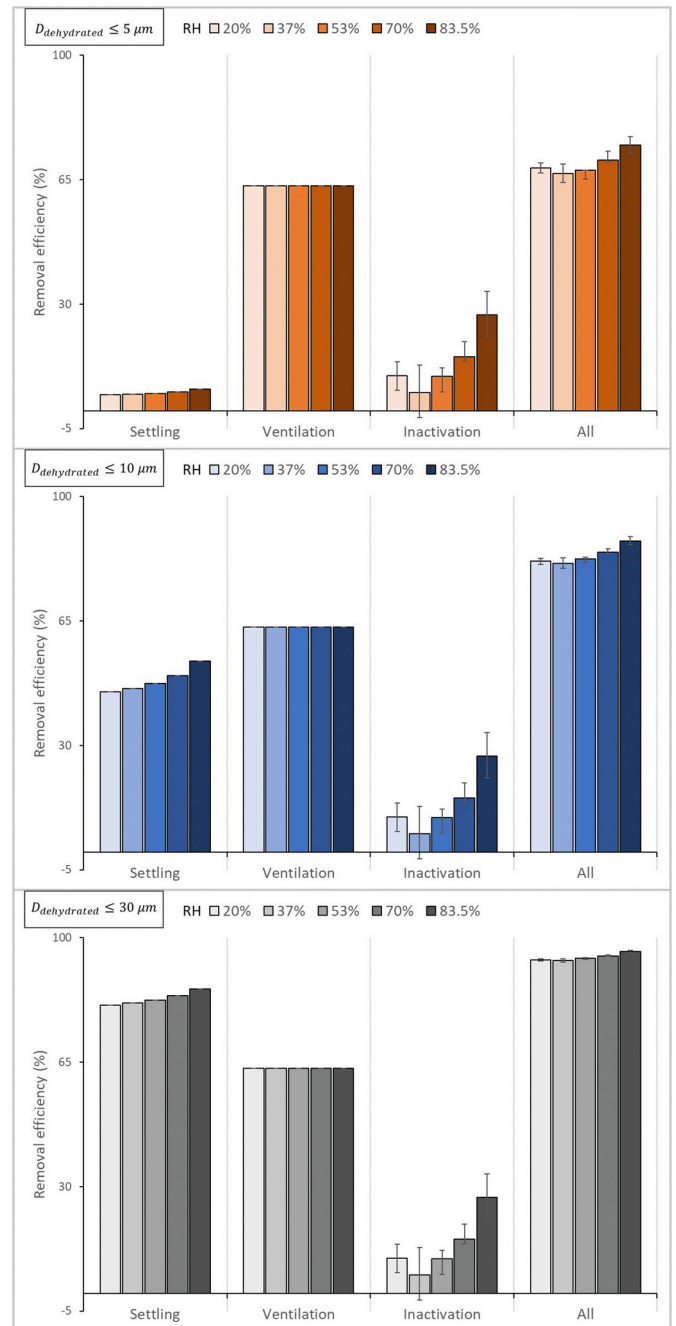 D_dehydrated ≤ 5 μm RH 20% 37% 53% 70% 83.5%
100
65
30
-5
Removal efficiency (%)
Settling Ventilation Inactivation All
D_dehydrated ≤ 10 μm RH 20% 37% 53% 70% 83.5%
100
65
30
-5
Removal efficiency (%)
Settling Ventilation Inactivation All
D_dehydrated ≤ 30 μm RH 20% 37% 53% 70% 83.5%
100
65
30
-5
Removal efficiency (%)
Settling Ventilation Inactivation All